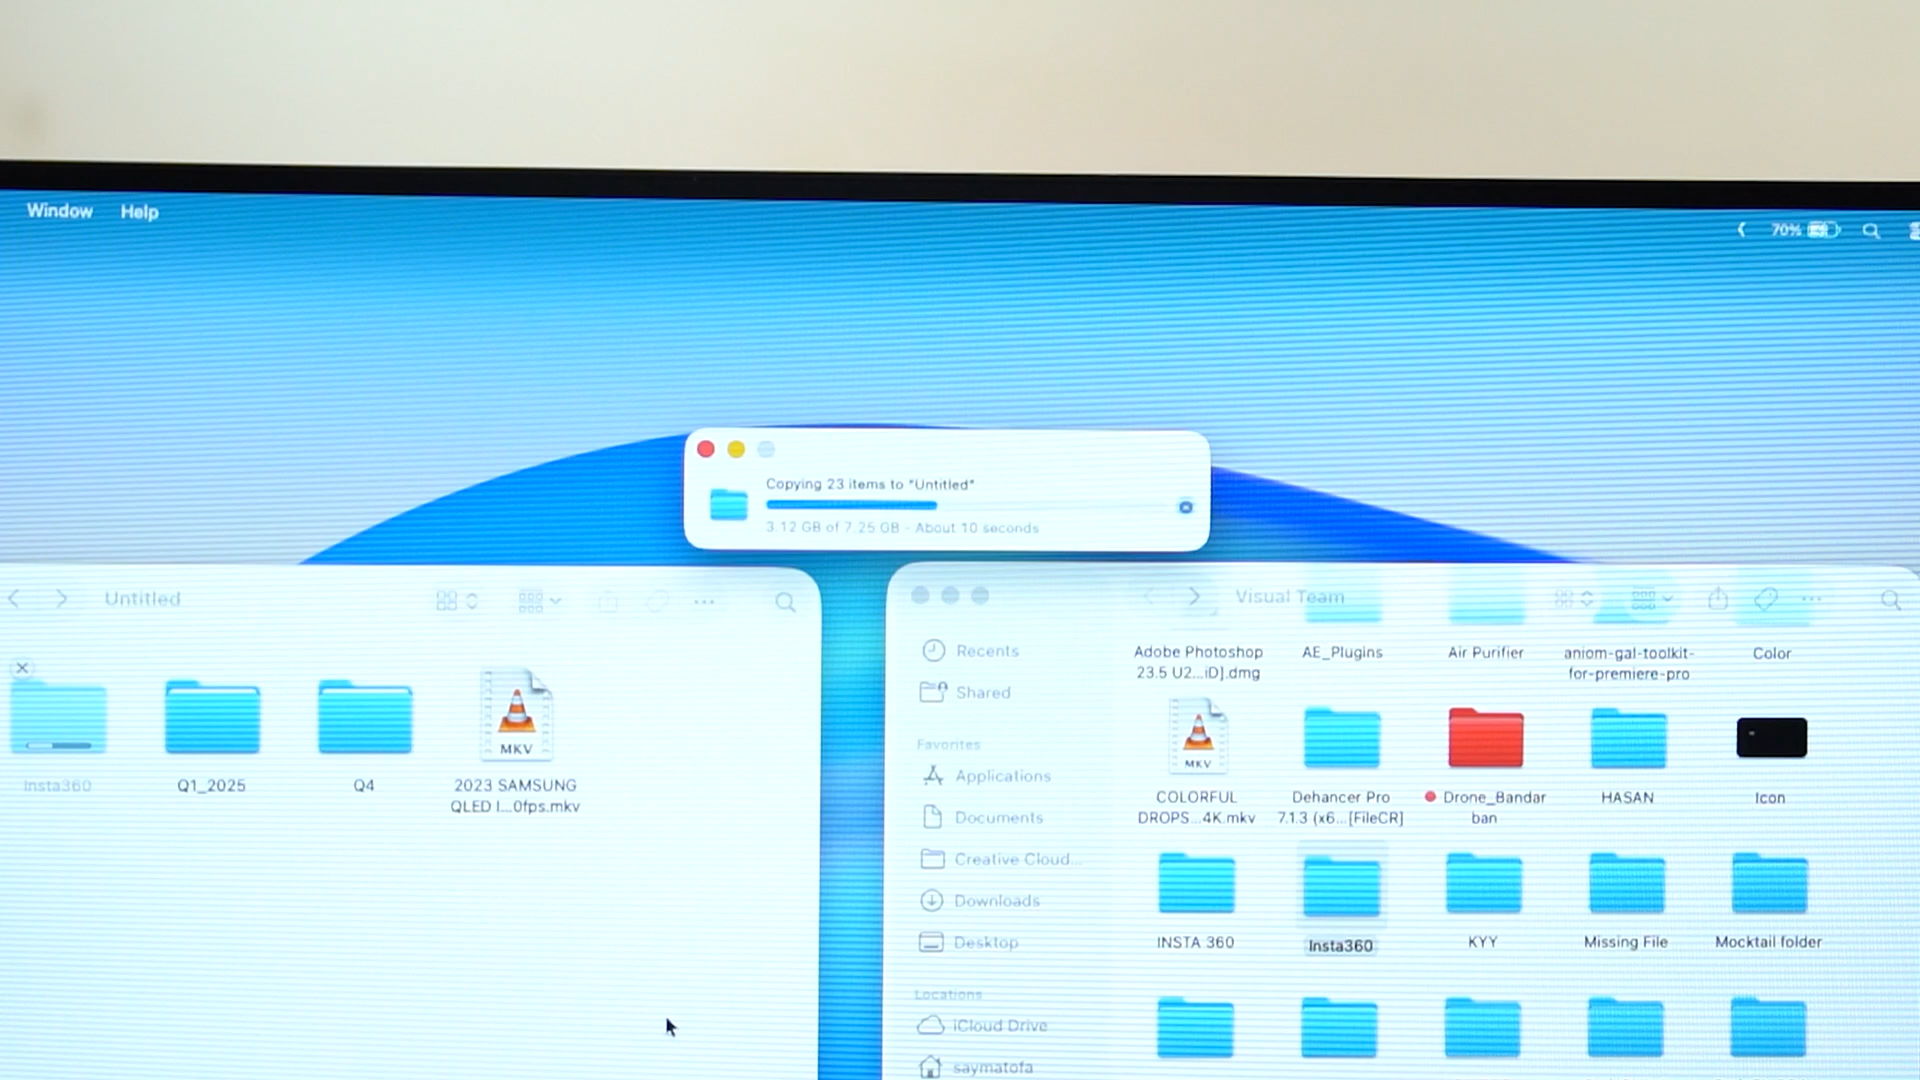 Window Help
70%
Copying 23 items to "Untitled"
3.12 GB of 7.25 GB - About 10 seconds
Untitled
Insta360
Q1_2025
Q4
MKV
2023 SAMSUNG
QLED I...0fps.mkv
Visual Team
Recents
Shared
Favorites
Applications
Documents
Creative Cloud...
Downloads
Desktop
Locations
iCloud Drive
saymatofa
Adobe Photoshop
23.5 U2...iD].dmg
AE_Plugins
Air Purifier
aniom-gal-toolkit-
for-premiere-pro
Color
MKV
COLORFUL
DROPS...4K.mkv
Dehancer Pro
7.1.3 (x6...[FileCR]
Drone_Bandar
ban
HASAN
Icon
INSTA 360
Insta360
KYY
Missing File
Mocktail folder